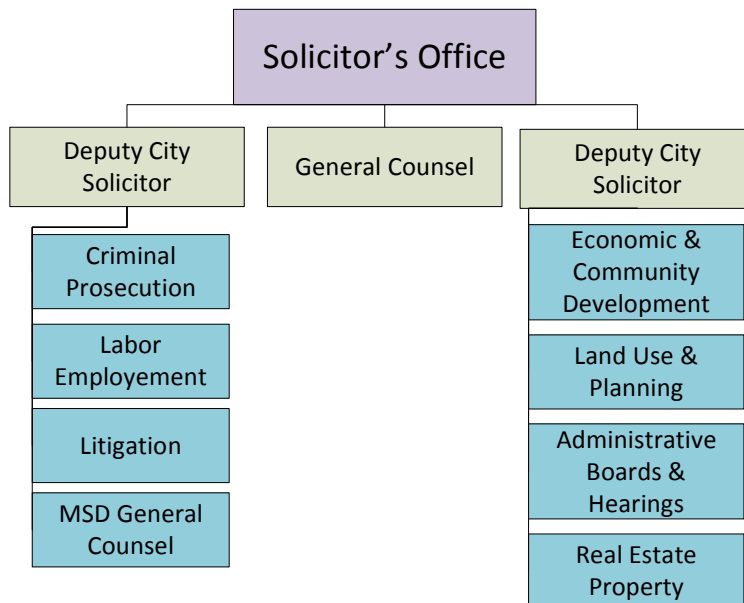 Solicitor’s Office
Deputy City
Solicitor
General Counsel
Deputy City
Solicitor
Criminal
Prosecution
Labor
Employement
Litigation
MSD General
Counsel
Economic &
Community
Development
Land Use &
Planning
Administrative
Boards &
Hearings
Real Estate
Property